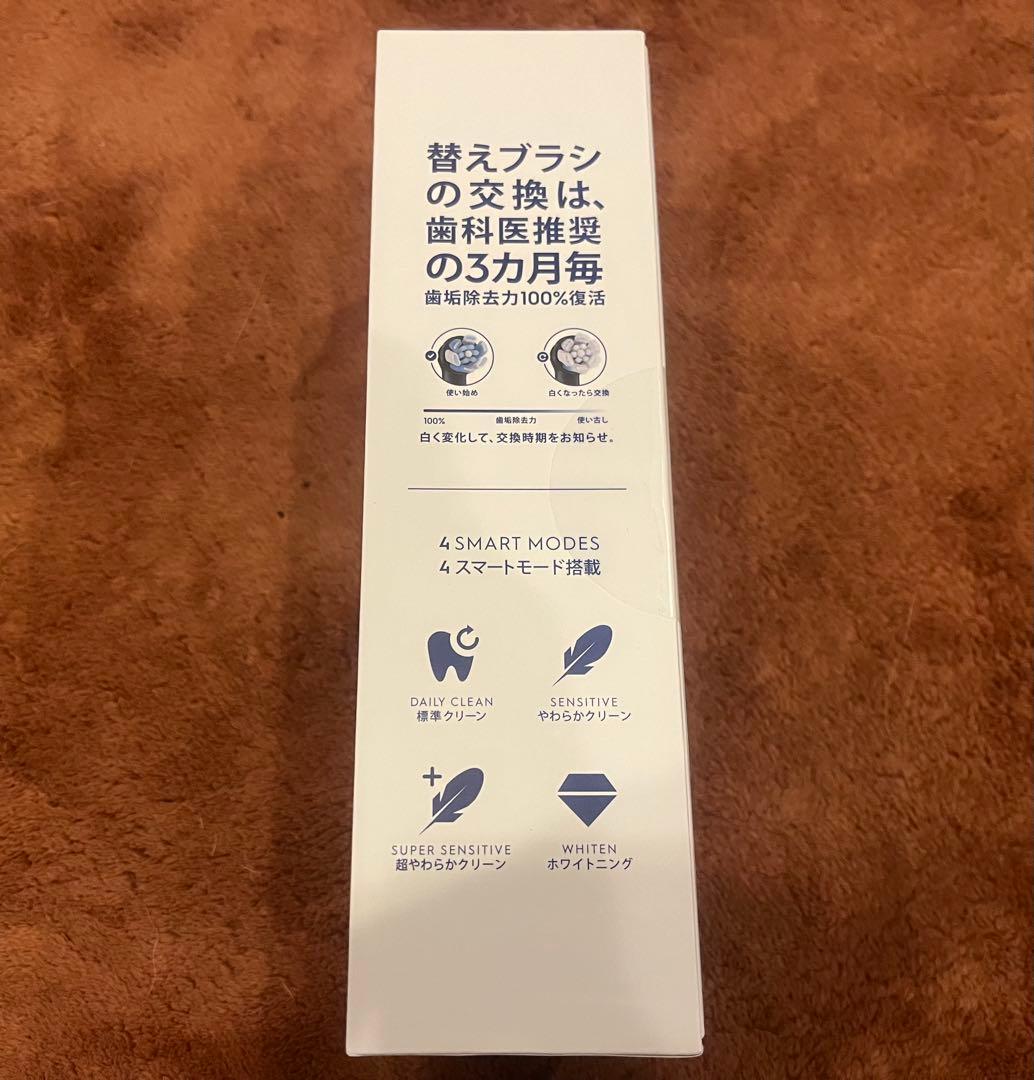 替えブラシ
の交換は、
歯科医推奨
の3カ月毎
歯垢除去力100%復活
使い始め 白くなったら交換
100% 歯垢除去力 使い古し
白く変化して、交換時期をお知らせ。
4 SMART MODES
4 スマートモード搭載
DAILY CLEAN SENSITIVE
標準クリーン やわらかクリーン
SUPER SENSITIVE WHITEN
超やわらかクリーン ホワイトニング